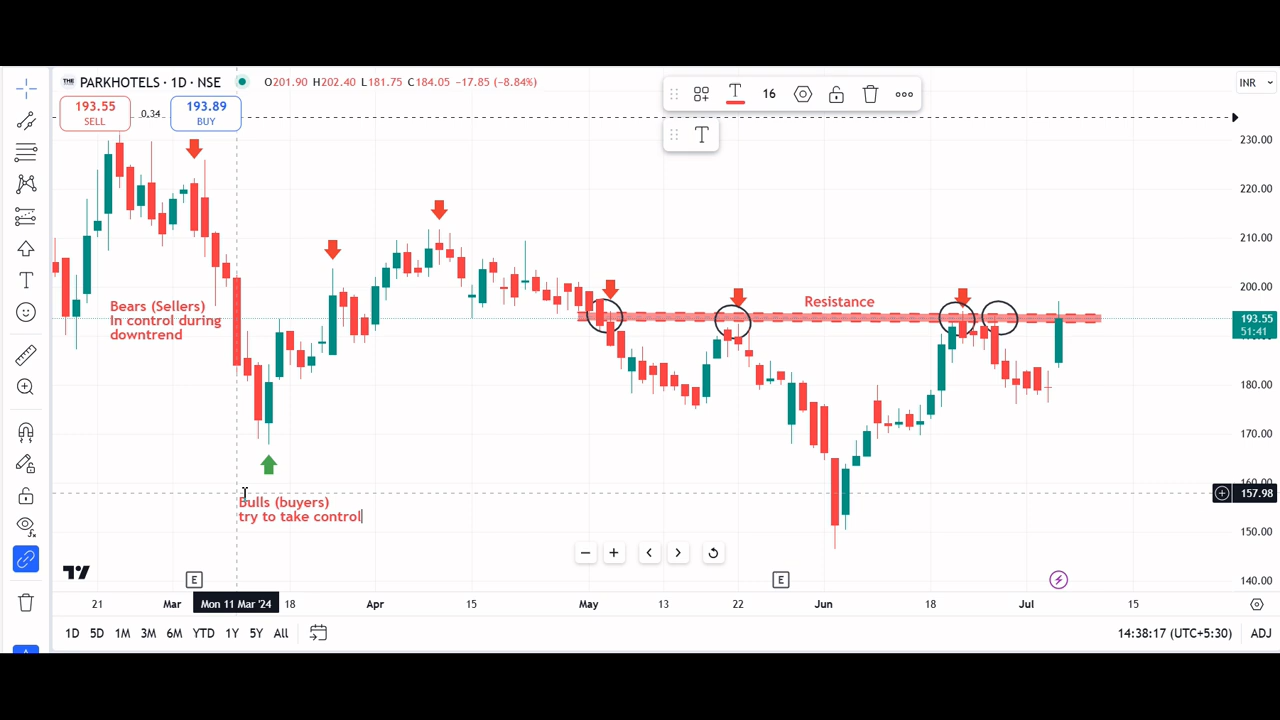 THE PARKHOTELS · 1D · NSE O201.90 H202.40 L181.75 C184.05 −17.85 (−8.84%)
INR
193.55
SELL
0.34
193.89
BUY
T 16
T
230.00
220.00
210.00
200.00
193.55
51:41
180.00
170.00
157.98
150.00
140.00
Bears (Sellers)
In control during
downtrend
Resistance
Bulls (buyers)
try to take control
E
E
21 Mar Mon 11 Mar '24 18 Apr 15 May 13 22 Jun 18 Jul 15
1D 5D 1M 3M 6M YTD 1Y 5Y All
14:38:17 (UTC+5:30) ADJ